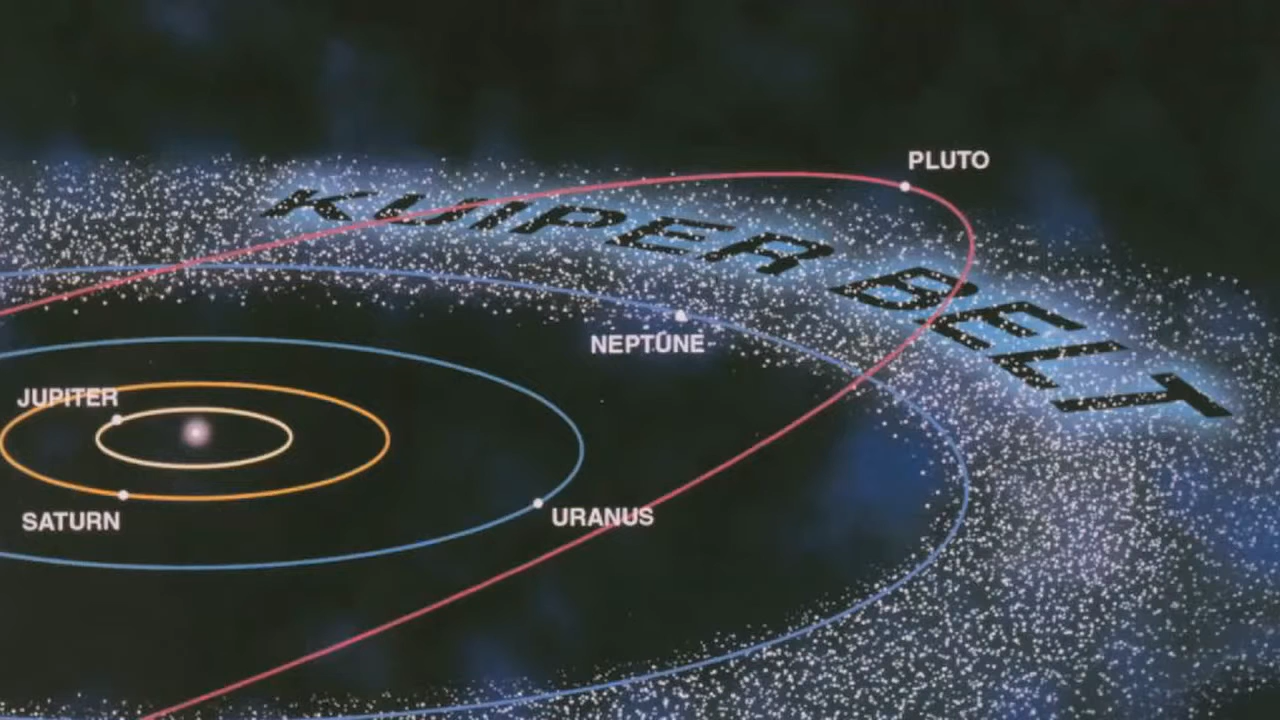 PLUTO
KUIPER BELT
NEPTUNE
JUPITER
SATURN
URANUS